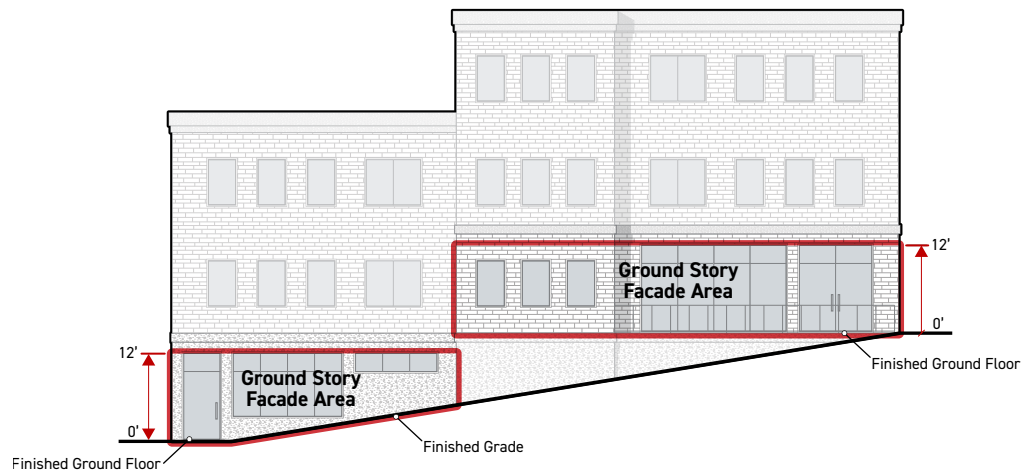 12'
Ground Story
Facade Area
0'
Finished Ground Floor
12'
Ground Story
Facade Area
0'
Finished Grade
Finished Ground Floor